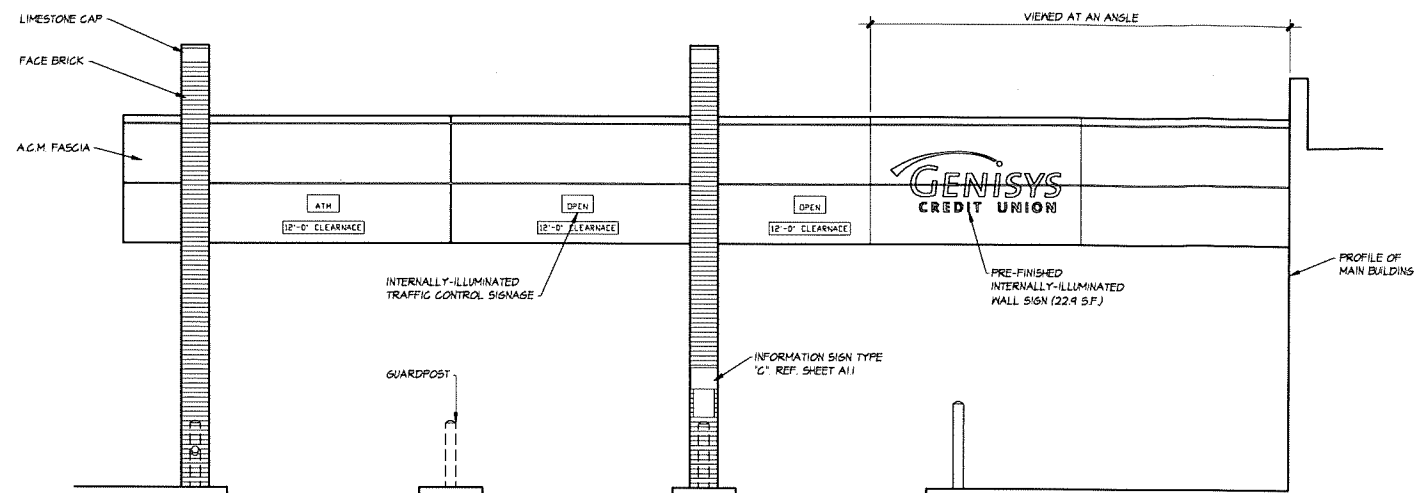 LIMESTONE CAP
VIEWED AT AN ANGLE
FACE BRICK
A.C.M. FASCIA
GENISYS
CREDIT UNION
ATM
OPEN
OPEN
12'-0" CLEARNACE
12'-0" CLEARNACE
12'-0" CLEARNACE
PROFILE OF
MAIN BUILDING
INTERNALLY-ILLUMINATED
TRAFFIC CONTROL SIGNAGE
PRE-FINISHED
INTERNALLY-ILLUMINATED
WALL SIGN (22.9 S.F.)
INFORMATION SIGN TYPE
"C". REF. SHEET A1.1
GUARDPOST